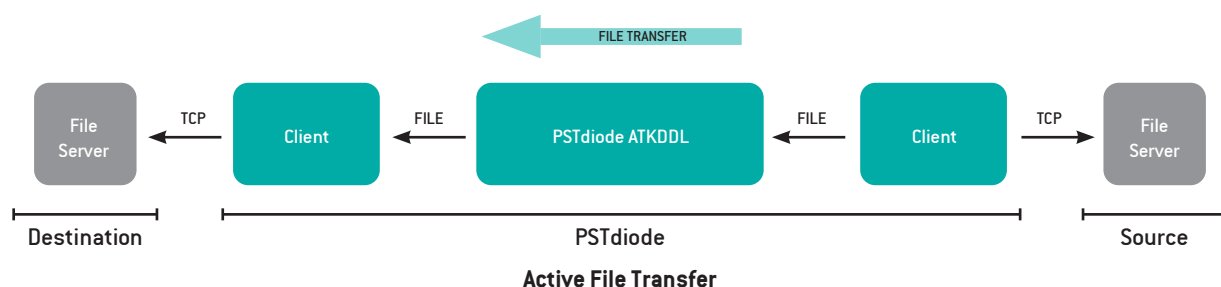 FILE TRANSFER
File
Server
TCP
Client
FILE
PSTdiode ATKDDL
FILE
Client
TCP
File
Server
Destination
PSTdiode
Source
Active File Transfer